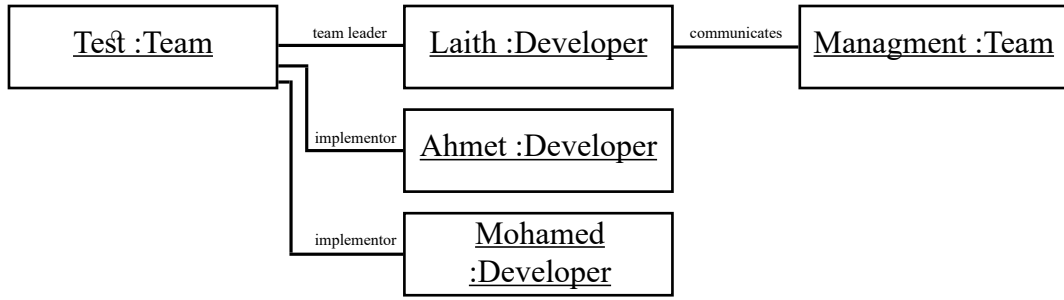 Test :Team
team leader
Laith :Developer
communicates
Managment :Team
implementor
Ahmet :Developer
implementor
Mohamed
:Developer